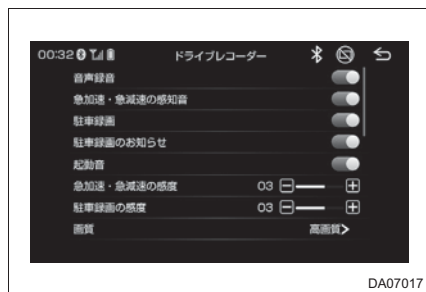 00:32 ドライブレコーダー
音声録音
急加速・急減速の感知音
駐車録画
駐車録画のお知らせ
起動音
急加速・急減速の感度 03
駐車録画の感度 03
画質 高画質>
DA07017